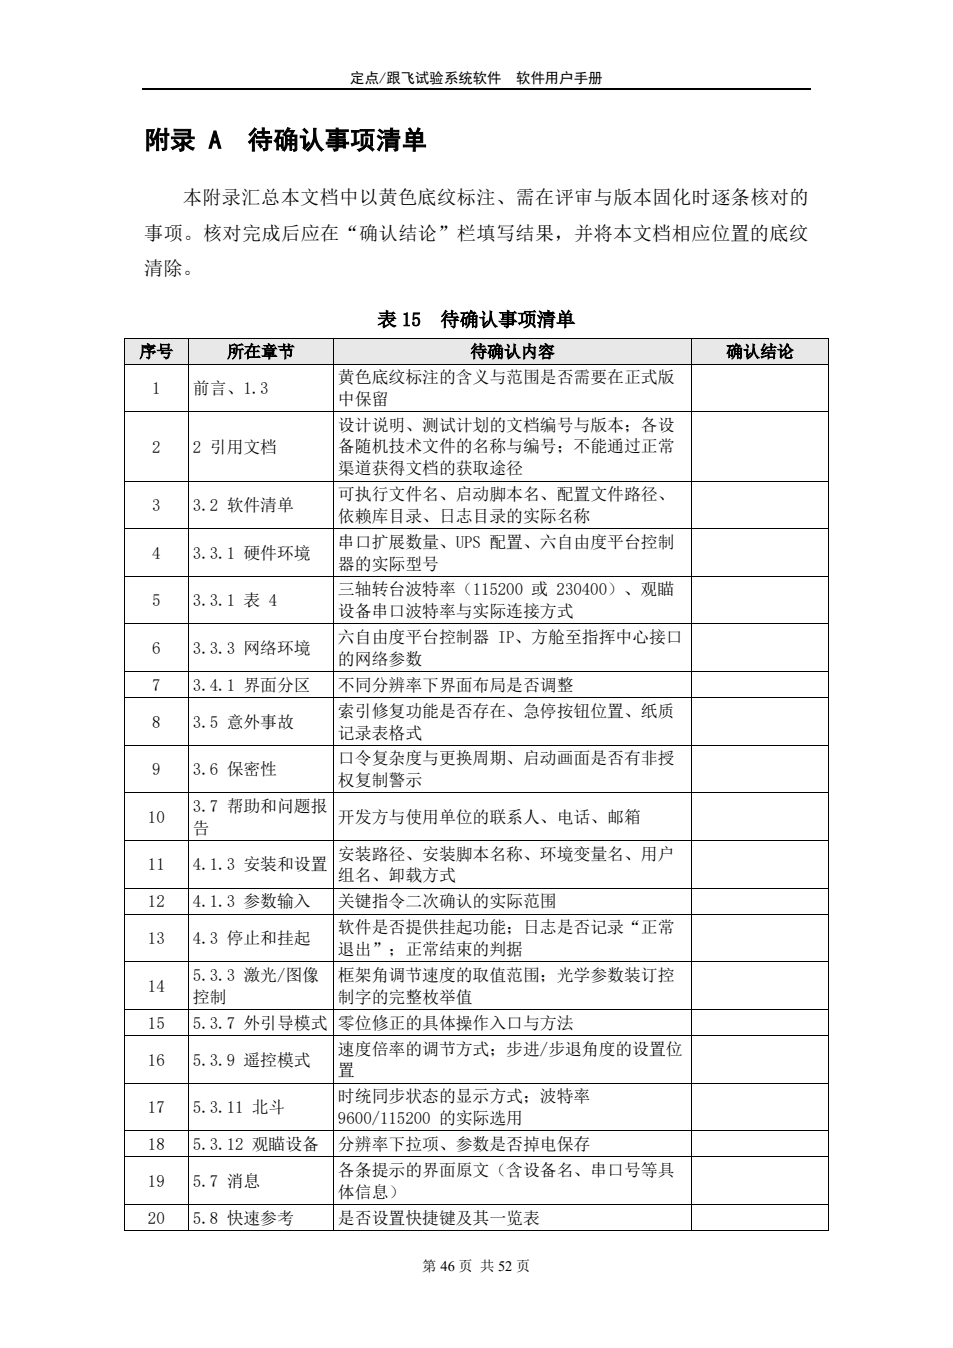 定点/跟飞试验系统软件　软件用户手册
附录 A　待确认事项清单
本附录汇总本文档中以黄色底纹标注、需在评审与版本固化时逐条核对的
事项。核对完成后应在“确认结论”栏填写结果，并将本文档相应位置的底纹
清除。
表 15　待确认事项清单
序号 所在章节 待确认内容 确认结论
1 前言、1.3 黄色底纹标注的含义与范围是否需要在正式版
中保留
2 2 引用文档 设计说明、测试计划的文档编号与版本；各设
备随机技术文件的名称与编号；不能通过正常
渠道获得文档的获取途径
3 3.2 软件清单 可执行文件名、启动脚本名、配置文件路径、
依赖库目录、日志目录的实际名称
4 3.3.1 硬件环境 串口扩展数量、UPS 配置、六自由度平台控制
器的实际型号
5 3.3.1 表 4 三轴转台波特率（115200 或 230400）、观瞄
设备串口波特率与实际连接方式
6 3.3.3 网络环境 六自由度平台控制器 IP、方舱至指挥中心接口
的网络参数
7 3.4.1 界面分区 不同分辨率下界面布局是否调整
8 3.5 意外事故 索引修复功能是否存在、急停按钮位置、纸质
记录表格式
9 3.6 保密性 口令复杂度与更换周期、启动画面是否有非授
权复制警示
10 3.7 帮助和问题报
告 开发方与使用单位的联系人、电话、邮箱
11 4.1.3 安装和设置 安装路径、安装脚本名称、环境变量名、用户
组名、卸载方式
12 4.1.3 参数输入 关键指令二次确认的实际范围
13 4.3 停止和挂起 软件是否提供挂起功能；日志是否记录“正常
退出”；正常结束的判据
14 5.3.3 激光/图像
控制 框架角调节速度的取值范围；光学参数装订控
制字的完整枚举值
15 5.3.7 外引导模式 零位修正的具体操作入口与方法
16 5.3.9 遥控模式 速度倍率的调节方式；步进/步退角度的设置位
置
17 5.3.11 北斗 时统同步状态的显示方式；波特率
9600/115200 的实际选用
18 5.3.12 观瞄设备 分辨率下拉项、参数是否掉电保存
19 5.7 消息 各条提示的界面原文（含设备名、串口号等具
体信息）
20 5.8 快速参考 是否设置快捷键及其一览表
第 46 页 共 52 页